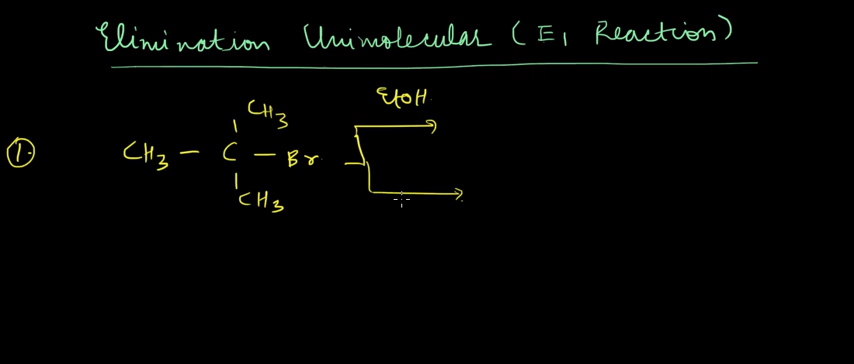 Elimination Unimolecular (E1 Reaction)
EtOH
CH3
① CH3 - C - Br
CH3